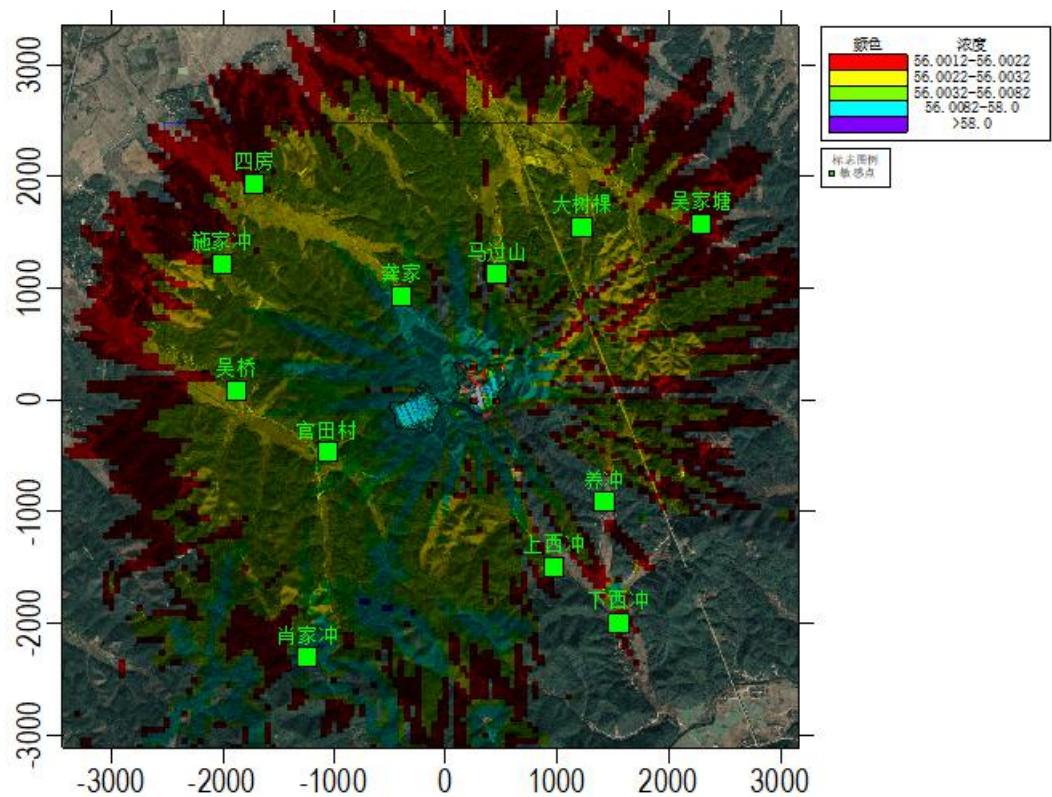 颜色 浓度
56.0012-56.0022
56.0022-56.0032
56.0032-56.0082
56.0082-58.0
>58.0
标志图例
敏感点
3000
2000
1000
0
-1000
-2000
-3000
四房
大树棵
吴家塘
施家冲
马过山
龚家
吴桥
官田村
养冲
上西冲
下西冲
肖家冲
-3000 -2000 -1000 0 1000 2000 3000